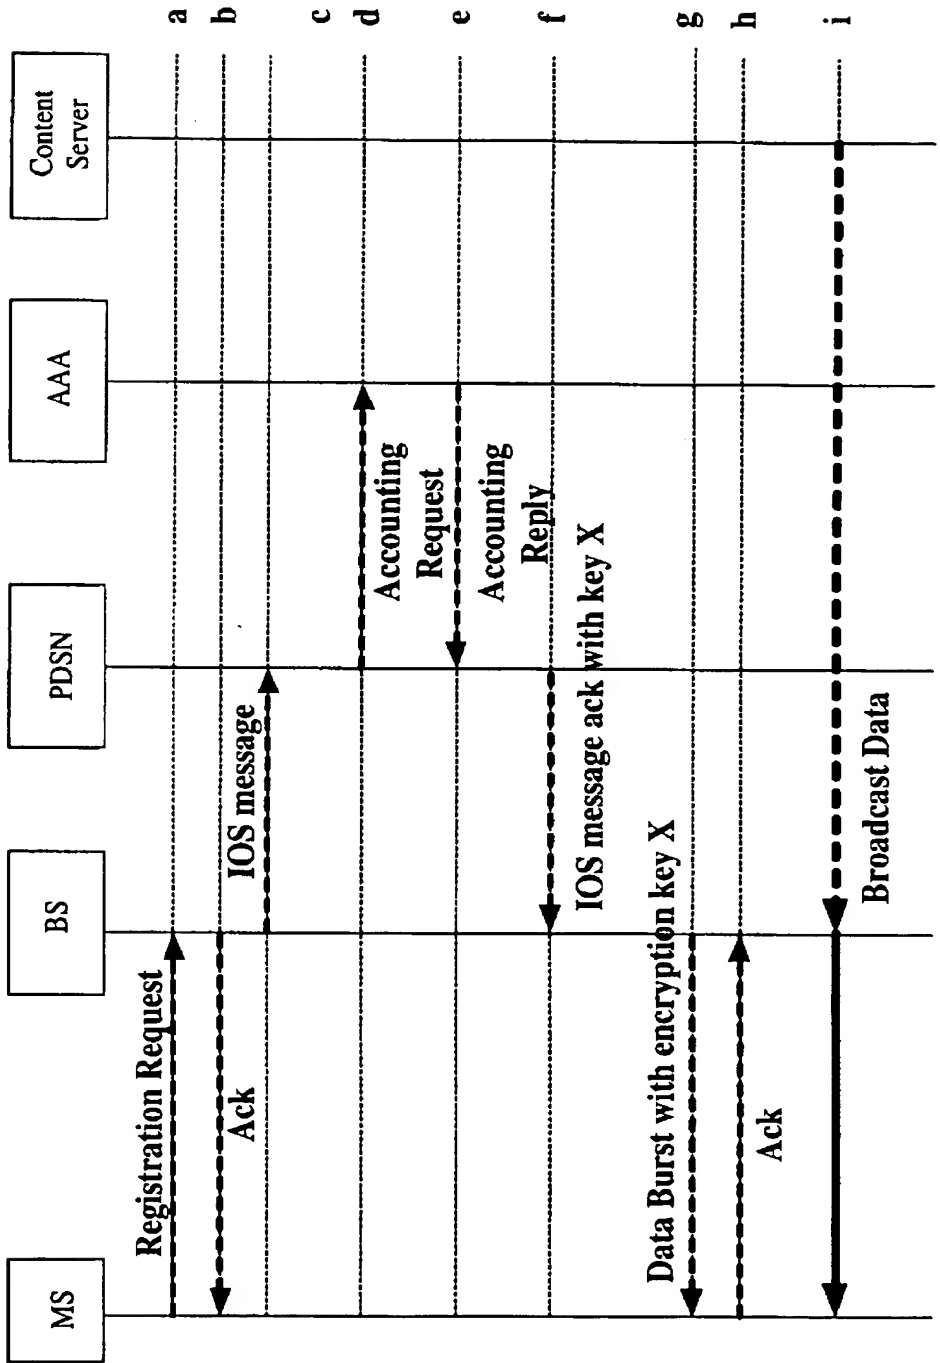 MS
BS
PDSN
AAA
Content
Server
a
Registration Request
b
Ack
c
IOS message
d
Accounting
Request
e
Accounting
Reply
f
IOS message ack with key X
g
Data Burst with encryption key X
h
Ack
i
Broadcast Data